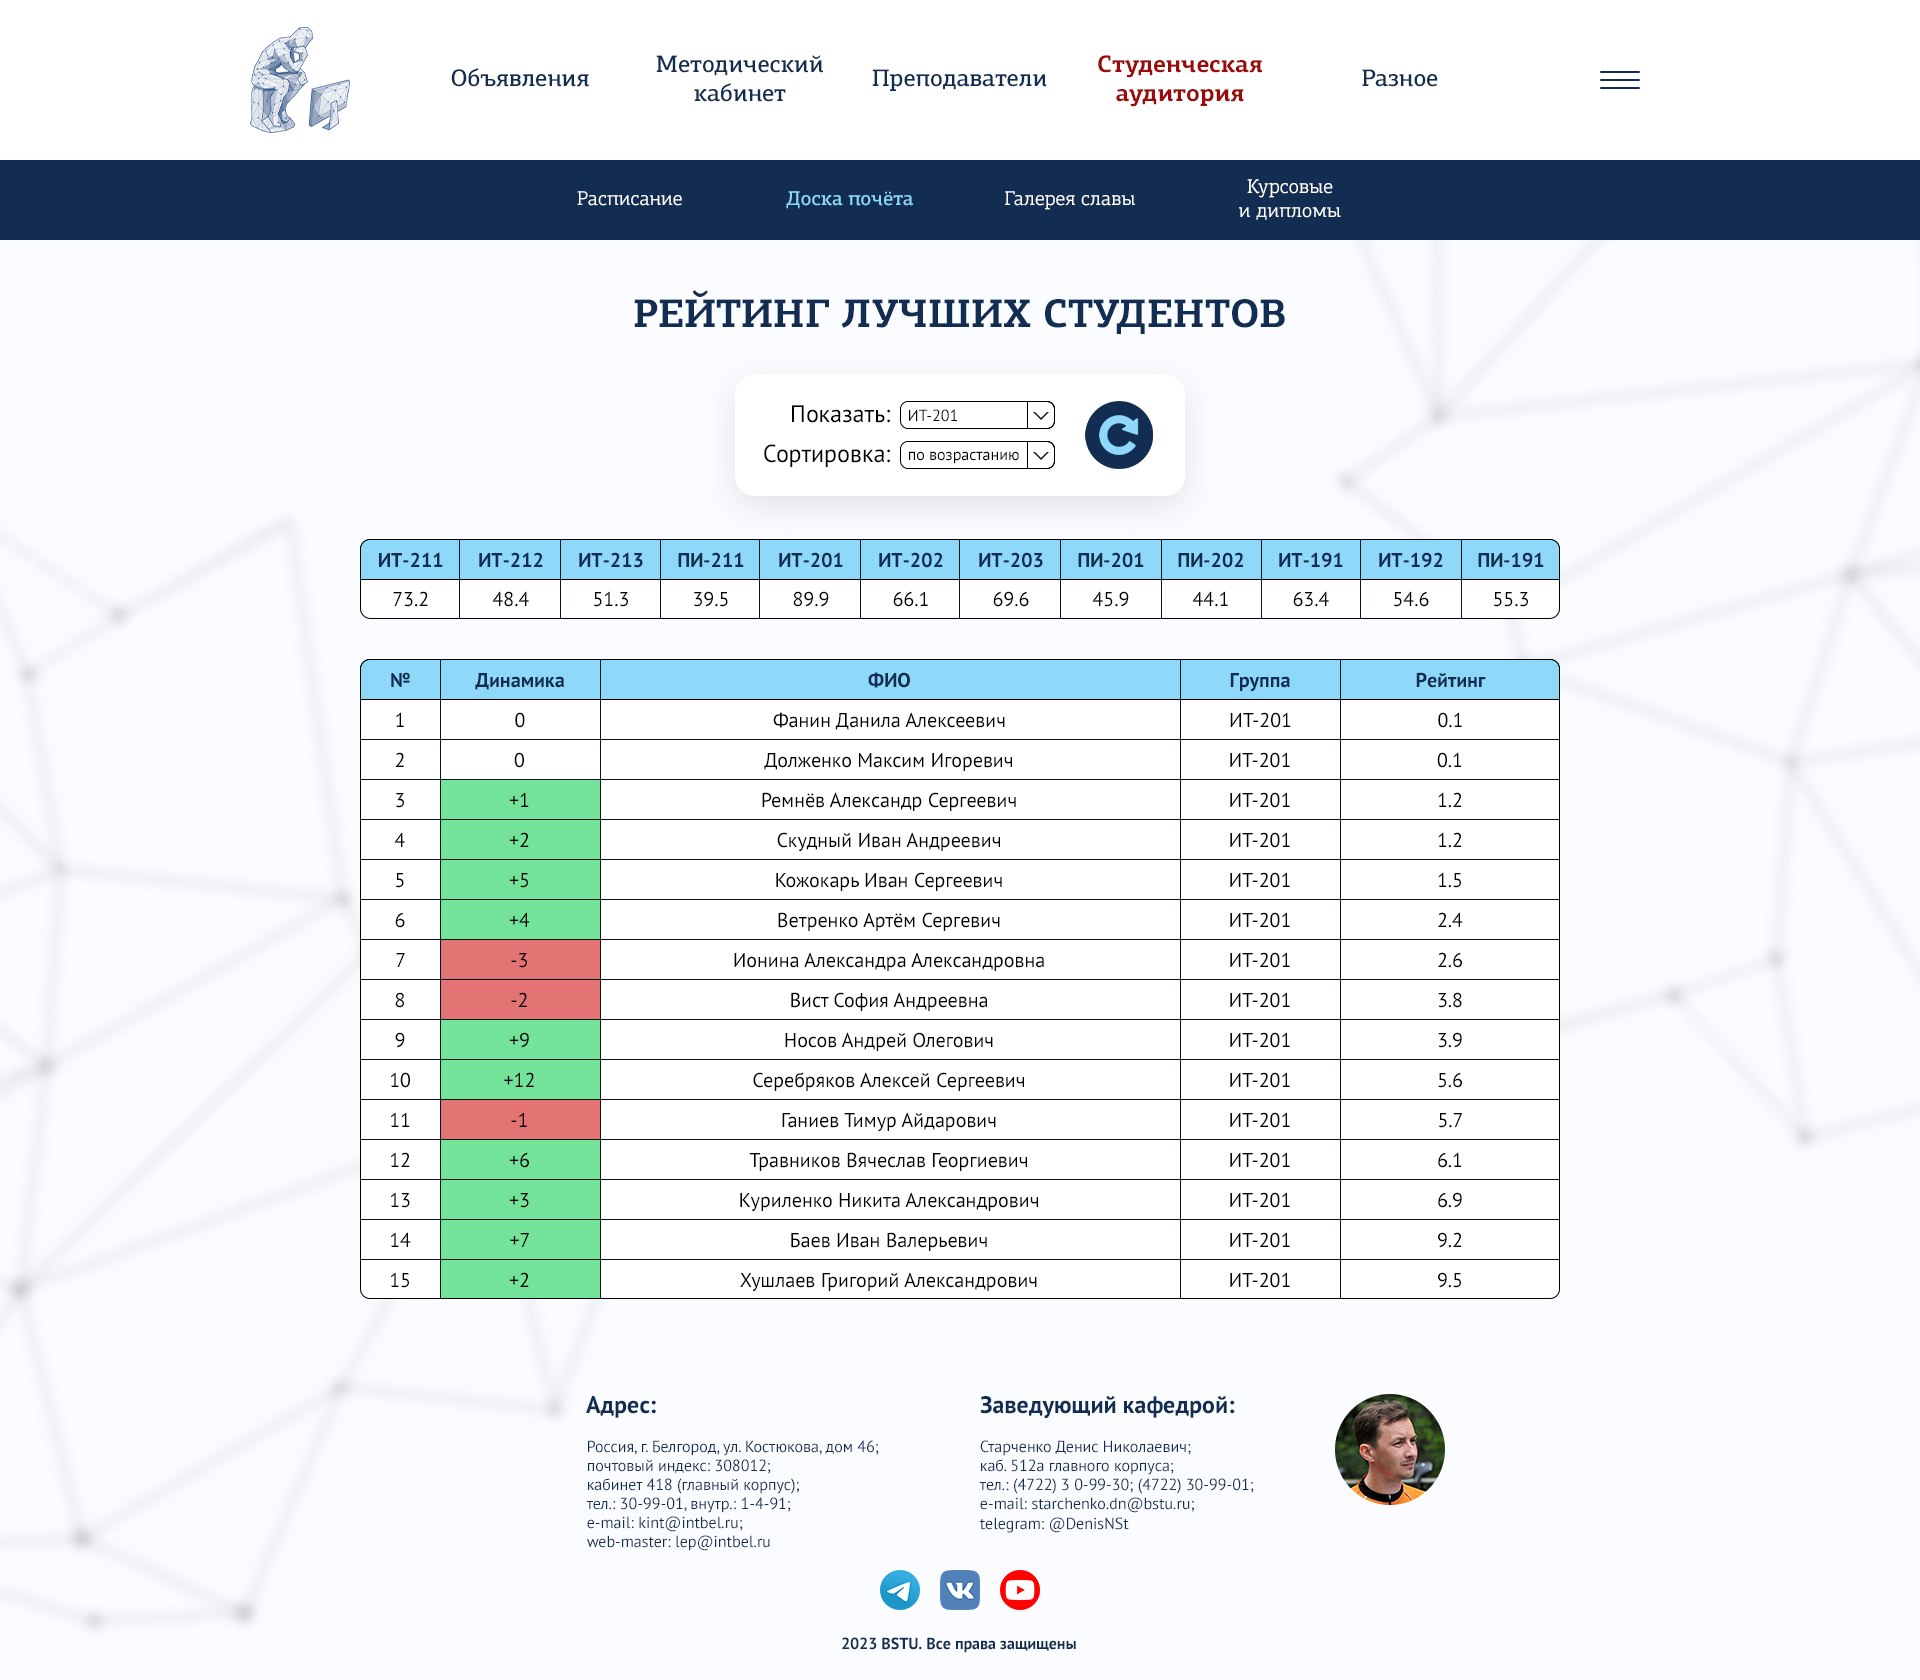 Объявления
Методический
кабинет
Преподаватели
Студенческая
аудитория
Разное
Расписание
Доска почёта
Галерея славы
Курсовые
и дипломы
РЕЙТИНГ ЛУЧШИХ СТУДЕНТОВ
Показать: ИТ-201
Сортировка: по возрастанию
ИТ-211 ИТ-212 ИТ-213 ПИ-211 ИТ-201 ИТ-202 ИТ-203 ПИ-201 ПИ-202 ИТ-191 ИТ-192 ПИ-191
73.2 48.4 51.3 39.5 89.9 66.1 69.6 45.9 44.1 63.4 54.6 55.3
№ Динамика ФИО Группа Рейтинг
1 0 Фанин Данила Алексеевич ИТ-201 0.1
2 0 Долженко Максим Игоревич ИТ-201 0.1
3 +1 Ремнёв Александр Сергеевич ИТ-201 1.2
4 +2 Скудный Иван Андреевич ИТ-201 1.2
5 +5 Кожокарь Иван Сергеевич ИТ-201 1.5
6 +4 Ветренко Артём Сергевич ИТ-201 2.4
7 -3 Ионина Александра Александровна ИТ-201 2.6
8 -2 Вист София Андреевна ИТ-201 3.8
9 +9 Носов Андрей Олегович ИТ-201 3.9
10 +12 Серебряков Алексей Сергеевич ИТ-201 5.6
11 -1 Ганиев Тимур Айдарович ИТ-201 5.7
12 +6 Травников Вячеслав Георгиевич ИТ-201 6.1
13 +3 Куриленко Никита Александрович ИТ-201 6.9
14 +7 Баев Иван Валерьевич ИТ-201 9.2
15 +2 Хушлаев Григорий Александрович ИТ-201 9.5
Адрес:
Россия, г. Белгород, ул. Костюкова, дом 46;
почтовый индекс: 308012;
кабинет 418 (главный корпус);
тел.: 30-99-01, внутр.: 1-4-91;
e-mail: kint@intbel.ru;
web-master: lep@intbel.ru
Заведующий кафедрой:
Старченко Денис Николаевич;
каб. 512а главного корпуса;
тел.: (4722) 3 0-99-30; (4722) 30-99-01;
e-mail: starchenko.dn@bstu.ru;
telegram: @DenisNSt
2023 BSTU. Все права защищены